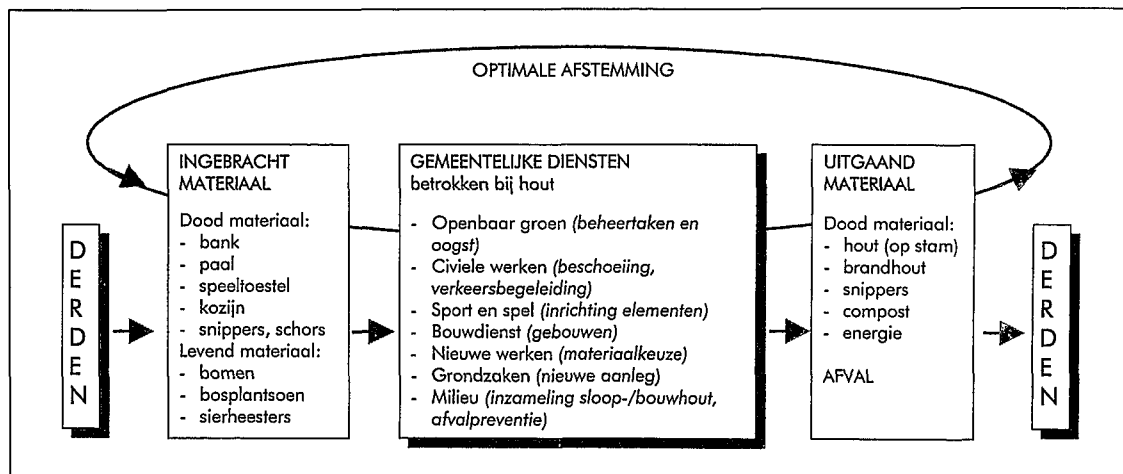 OPTIMALE AFSTEMMING
DERDEN
INGEBRACHT
MATERIAAL
Dood materiaal:
- bank
- paal
- speeltoestel
- kozijn
- snippers, schors
Levend materiaal:
- bomen
- bosplantsoen
- sierheesters
GEMEENTELIJKE DIENSTEN
betrokken bij hout
- Openbaar groen (beheertaken en
oogst)
- Civiele werken (beschoeiing,
verkeersbegeleiding)
- Sport en spel (inrichting elementen)
- Bouwdienst (gebouwen)
- Nieuwe werken (materiaalkeuze)
- Grondzaken (nieuwe aanleg)
- Milieu (inzameling sloop-/bouwhout,
afvalpreventie)
UITGAAND
MATERIAAL
Dood materiaal:
- hout (op stam)
- brandhout
- snippers
- compost
- energie
AFVAL
DERDEN